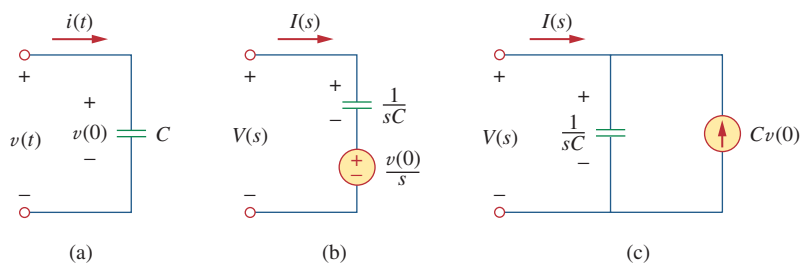 i(t)
+
v(t)
−
+
v(0)
−
C
(a)
I(s)
+
V(s)
−
+
−
1
sC
+
−
v(0)
s
(b)
I(s)
+
V(s)
−
+
1
sC
−
Cv(0)
(c)